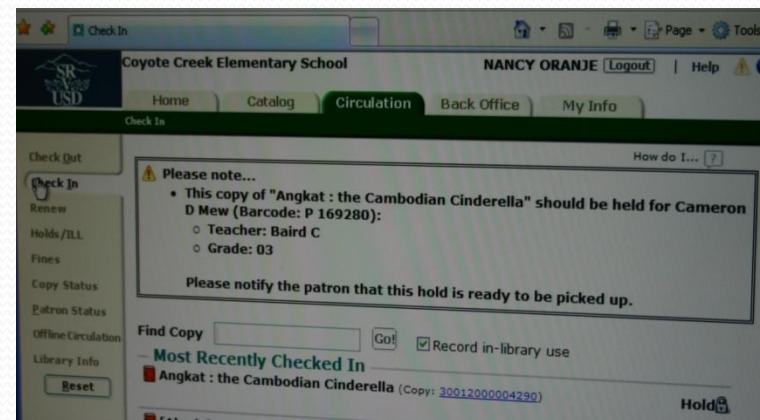 Check In
Page
Tools
SR
V
USD
Coyote Creek Elementary School
NANCY ORANJE Logout | Help
Home Catalog Circulation Back Office My Info
Check In
How do I... ?
Check Out
Check In
Renew
Holds/ILL
Fines
Copy Status
Patron Status
Offline Circulation
Library Info
Reset
Please note...
• This copy of "Angkat : the Cambodian Cinderella" should be held for Cameron
D Mew (Barcode: P 169280):
○ Teacher: Baird C
○ Grade: 03
Please notify the patron that this hold is ready to be picked up.
Find Copy Go! Record in-library use
Most Recently Checked In
Angkat : the Cambodian Cinderella (Copy: 30012000004290)
Hold